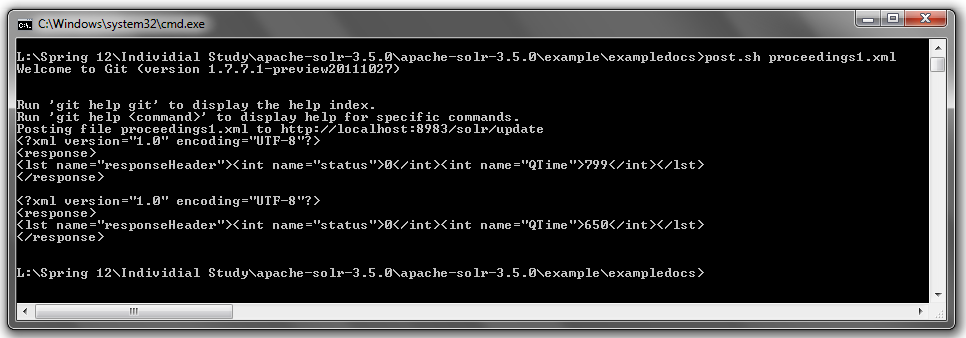 C:\Windows\system32\cmd.exe
L:\Spring 12\Individial Study\apache-solr-3.5.0\apache-solr-3.5.0\example\exampledocs>post.sh proceedings1.xml
Welcome to Git (version 1.7.7.1-preview20111027)
Run 'git help git' to display the help index.
Run 'git help <command>' to display help for specific commands.
Posting file proceedings1.xml to http://localhost:8983/solr/update
<?xml version="1.0" encoding="UTF-8"?>
<response>
<lst name="responseHeader"><int name="status">0</int><int name="QTime">799</int></lst>
</response>
<?xml version="1.0" encoding="UTF-8"?>
<response>
<lst name="responseHeader"><int name="status">0</int><int name="QTime">650</int></lst>
</response>
L:\Spring 12\Individial Study\apache-solr-3.5.0\apache-solr-3.5.0\example\exampledocs>